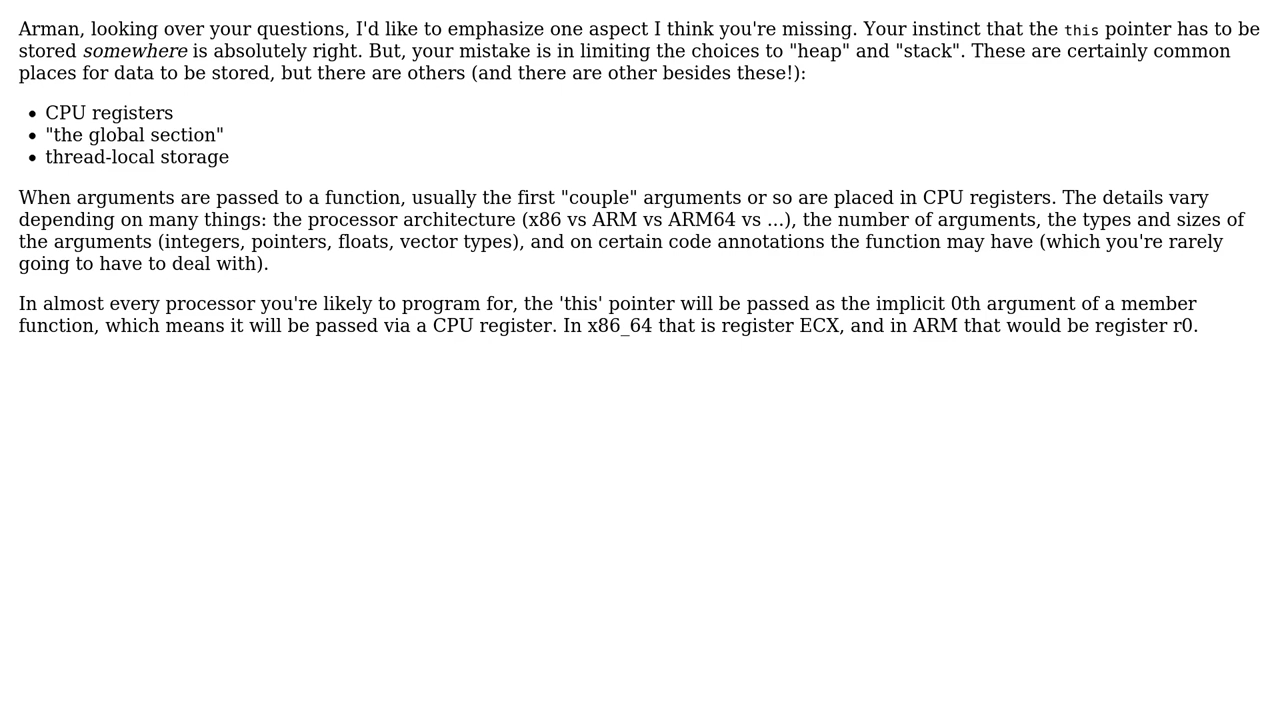 Arman, looking over your questions, I'd like to emphasize one aspect I think you're missing. Your instinct that the this pointer has to be
stored somewhere is absolutely right. But, your mistake is in limiting the choices to "heap" and "stack". These are certainly common
places for data to be stored, but there are others (and there are other besides these!):
• CPU registers
• "the global section"
• thread-local storage
When arguments are passed to a function, usually the first "couple" arguments or so are placed in CPU registers. The details vary
depending on many things: the processor architecture (x86 vs ARM vs ARM64 vs ...), the number of arguments, the types and sizes of
the arguments (integers, pointers, floats, vector types), and on certain code annotations the function may have (which you're rarely
going to have to deal with).
In almost every processor you're likely to program for, the 'this' pointer will be passed as the implicit 0th argument of a member
function, which means it will be passed via a CPU register. In x86_64 that is register ECX, and in ARM that would be register r0.